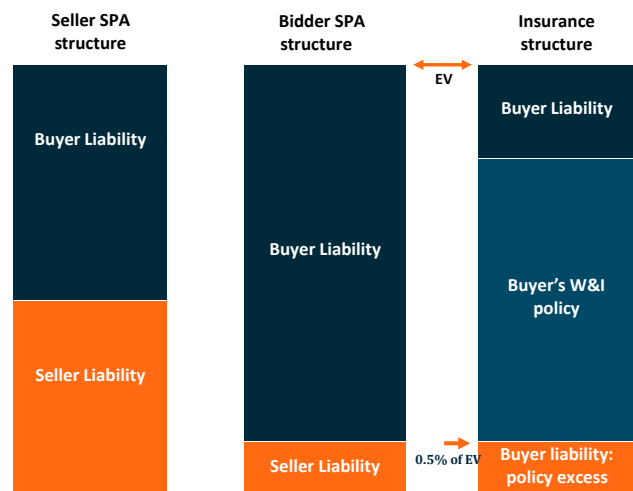 Seller SPA
structure
Bidder SPA
structure
Insurance
structure
EV
Buyer Liability
Buyer Liability
Buyer Liability
Buyer's W&I
policy
Seller Liability
0.5% of EV
Seller Liability
Buyer liability:
policy excess